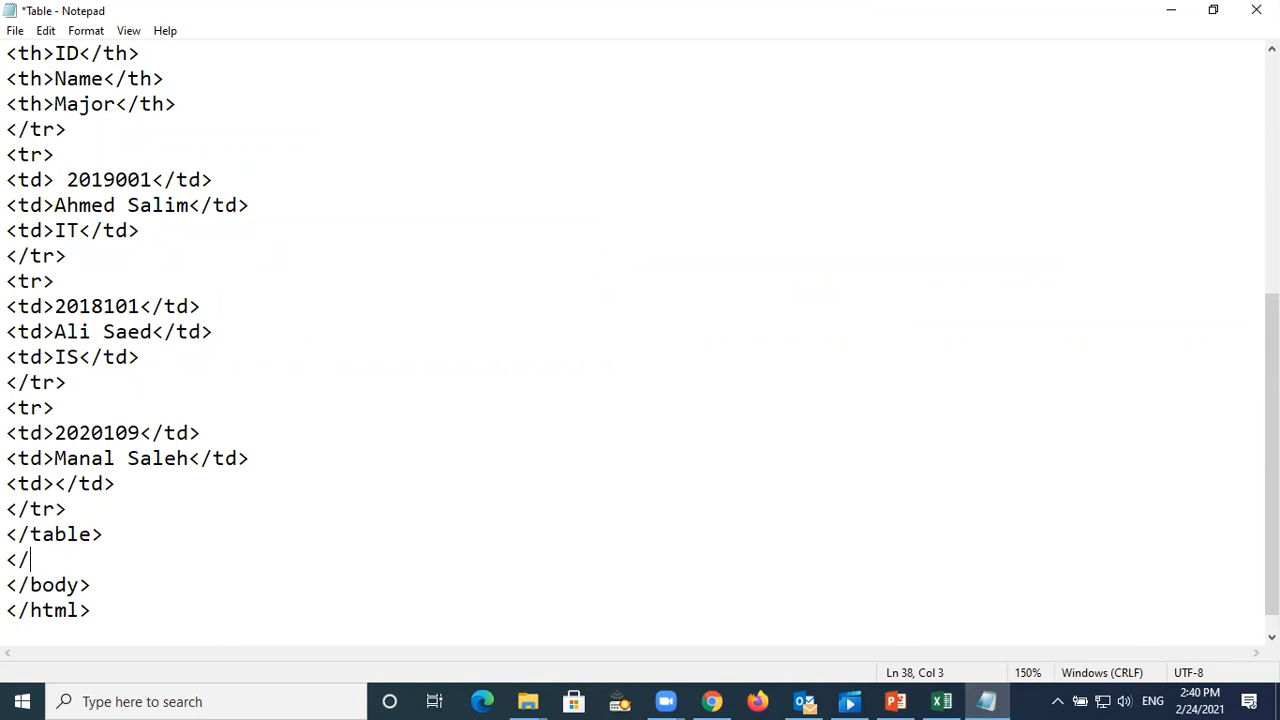 *Table - Notepad
File Edit Format View Help
<th>ID</th>
<th>Name</th>
<th>Major</th>
</tr>
<tr>
<td> 2019001</td>
<td>Ahmed Salim</td>
<td>IT</td>
</tr>
<tr>
<td>2018101</td>
<td>Ali Saed</td>
<td>IS</td>
</tr>
<tr>
<td>2020109</td>
<td>Manal Saleh</td>
<td></td>
</tr>
</table>
</
</body>
</html>
Ln 38, Col 3 150% Windows (CRLF) UTF-8
Type here to search ENG 2:40 PM
2/24/2021